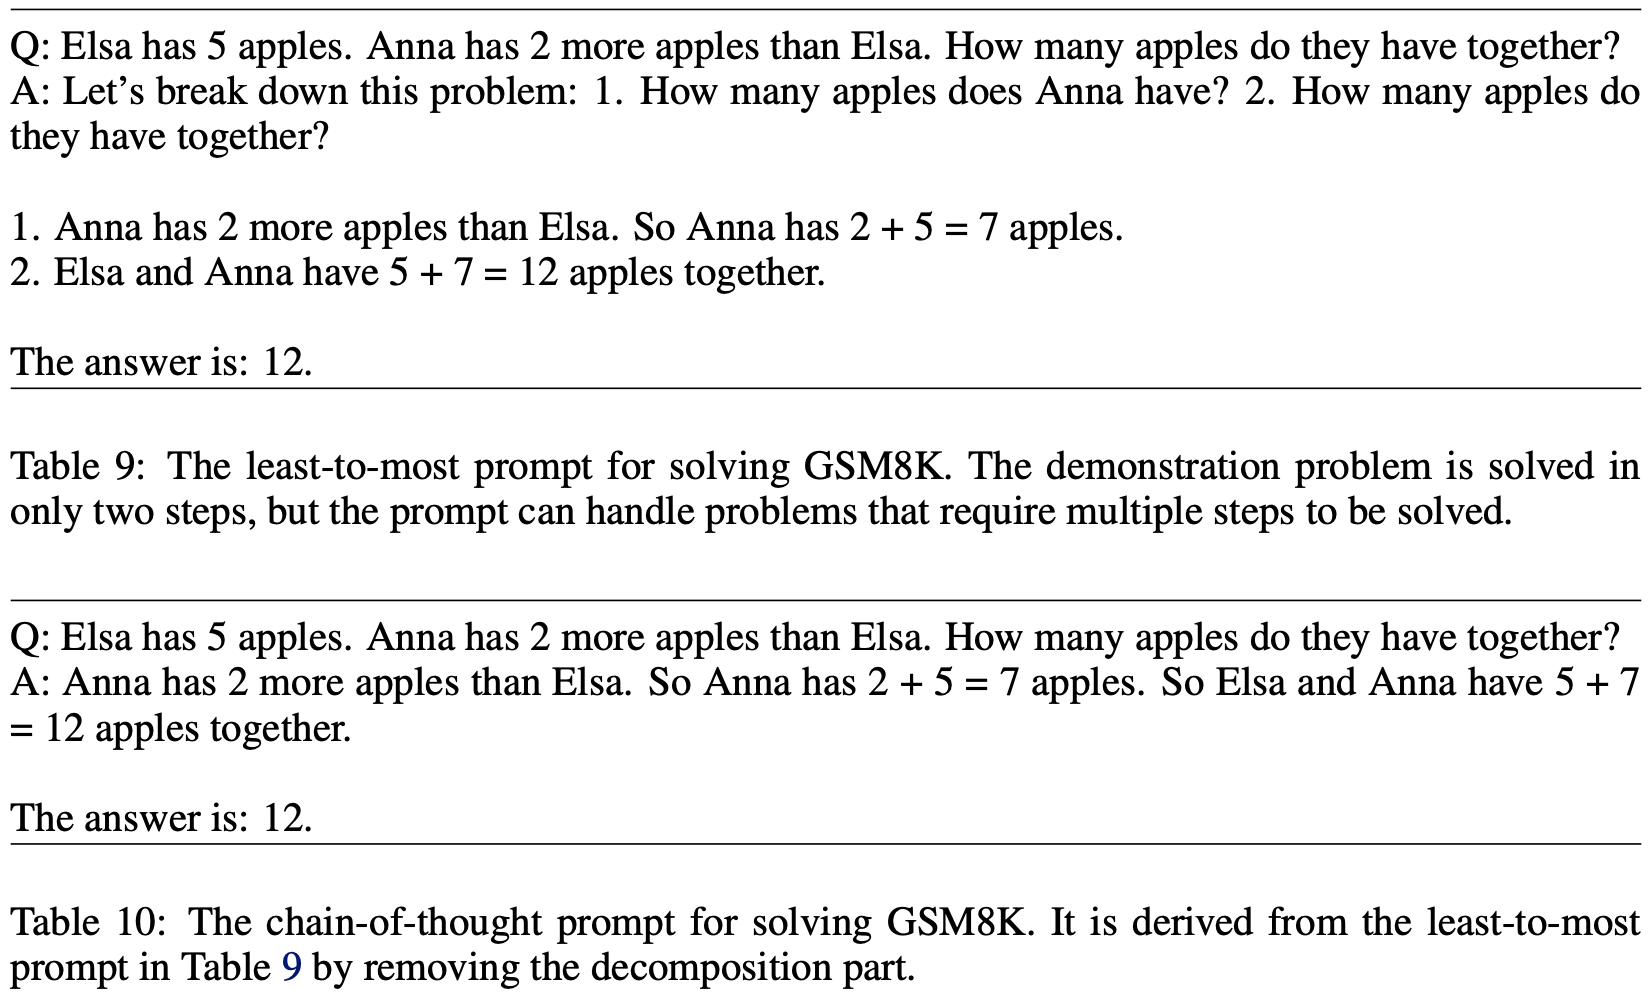 Q: Elsa has 5 apples. Anna has 2 more apples than Elsa. How many apples do they have together?
A: Let’s break down this problem: 1. How many apples does Anna have? 2. How many apples do
they have together?
1. Anna has 2 more apples than Elsa. So Anna has 2 + 5 = 7 apples.
2. Elsa and Anna have 5 + 7 = 12 apples together.
The answer is: 12.
Table 9: The least-to-most prompt for solving GSM8K. The demonstration problem is solved in
only two steps, but the prompt can handle problems that require multiple steps to be solved.
Q: Elsa has 5 apples. Anna has 2 more apples than Elsa. How many apples do they have together?
A: Anna has 2 more apples than Elsa. So Anna has 2 + 5 = 7 apples. So Elsa and Anna have 5 + 7
= 12 apples together.
The answer is: 12.
Table 10: The chain-of-thought prompt for solving GSM8K. It is derived from the least-to-most
prompt in Table 9 by removing the decomposition part.